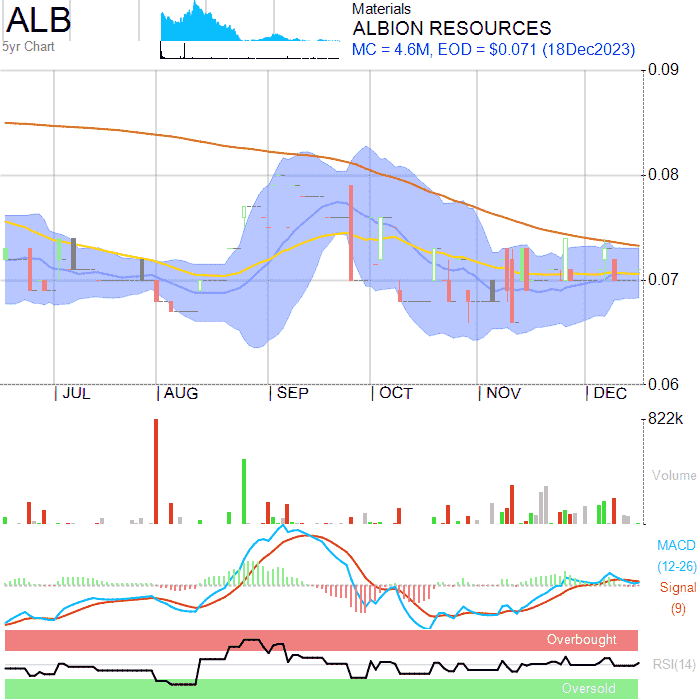 ALB
5yr Chart
Materials
ALBION RESOURCES
MC = 4.6M, EOD = $0.071 (18Dec2023)
0.09
0.08
0.07
0.06
JUL AUG SEP OCT NOV DEC
822k
Volume
MACD
(12-26)
Signal
(9)
Overbought
RSI(14)
Oversold